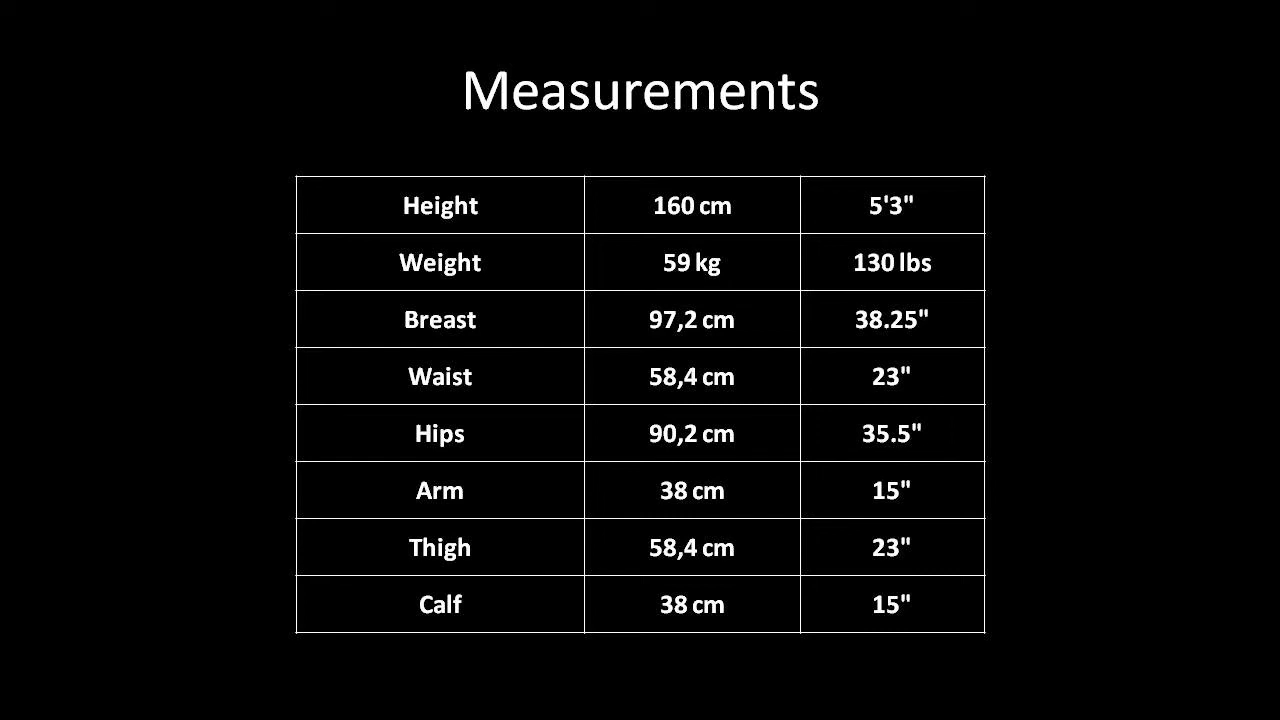 Measurements
Height 160 cm 5'3"
Weight 59 kg 130 lbs
Breast 97,2 cm 38.25"
Waist 58,4 cm 23"
Hips 90,2 cm 35.5"
Arm 38 cm 15"
Thigh 58,4 cm 23"
Calf 38 cm 15"